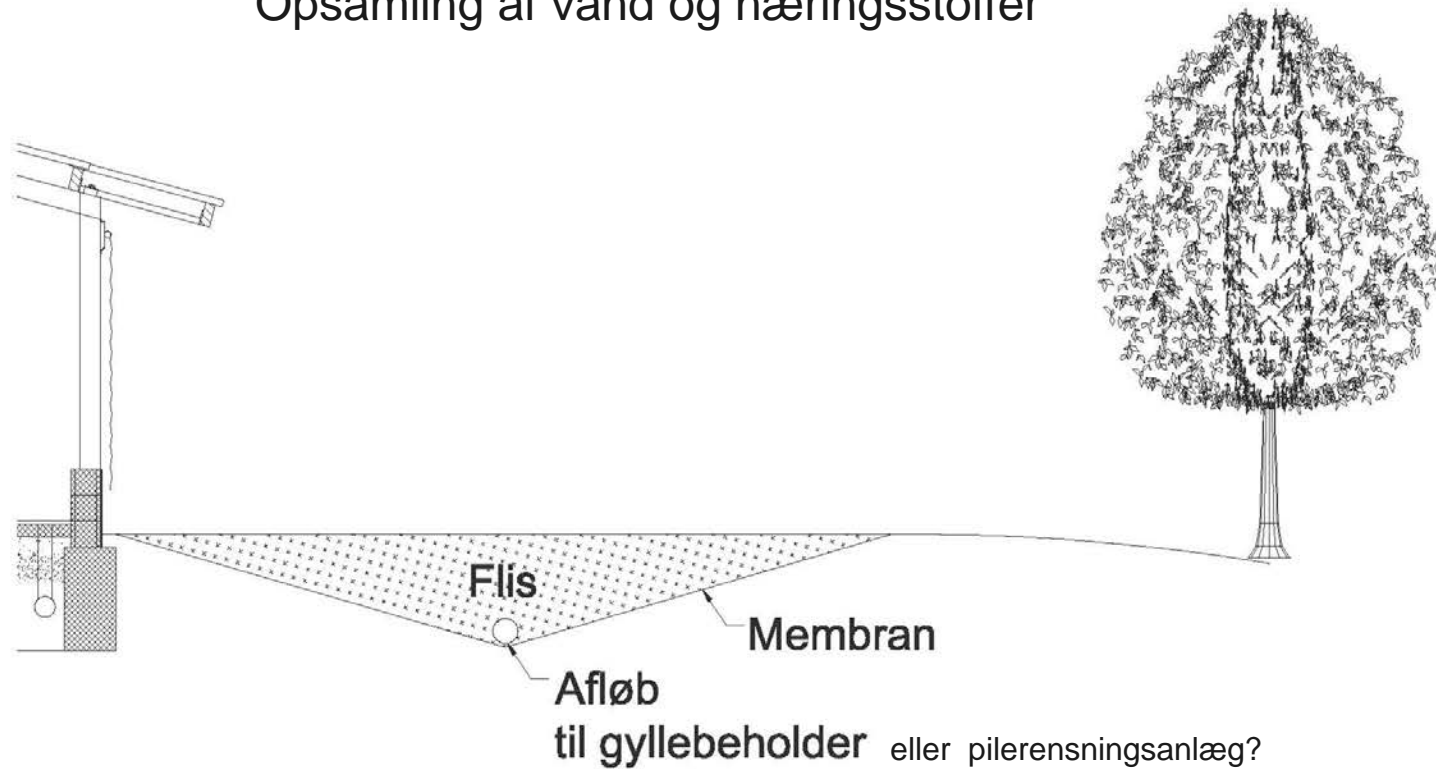 Opsamling af vand og næringsstoffer
Flis
Membran
Afløb
til gyllebeholder eller pilerensningsanlæg?